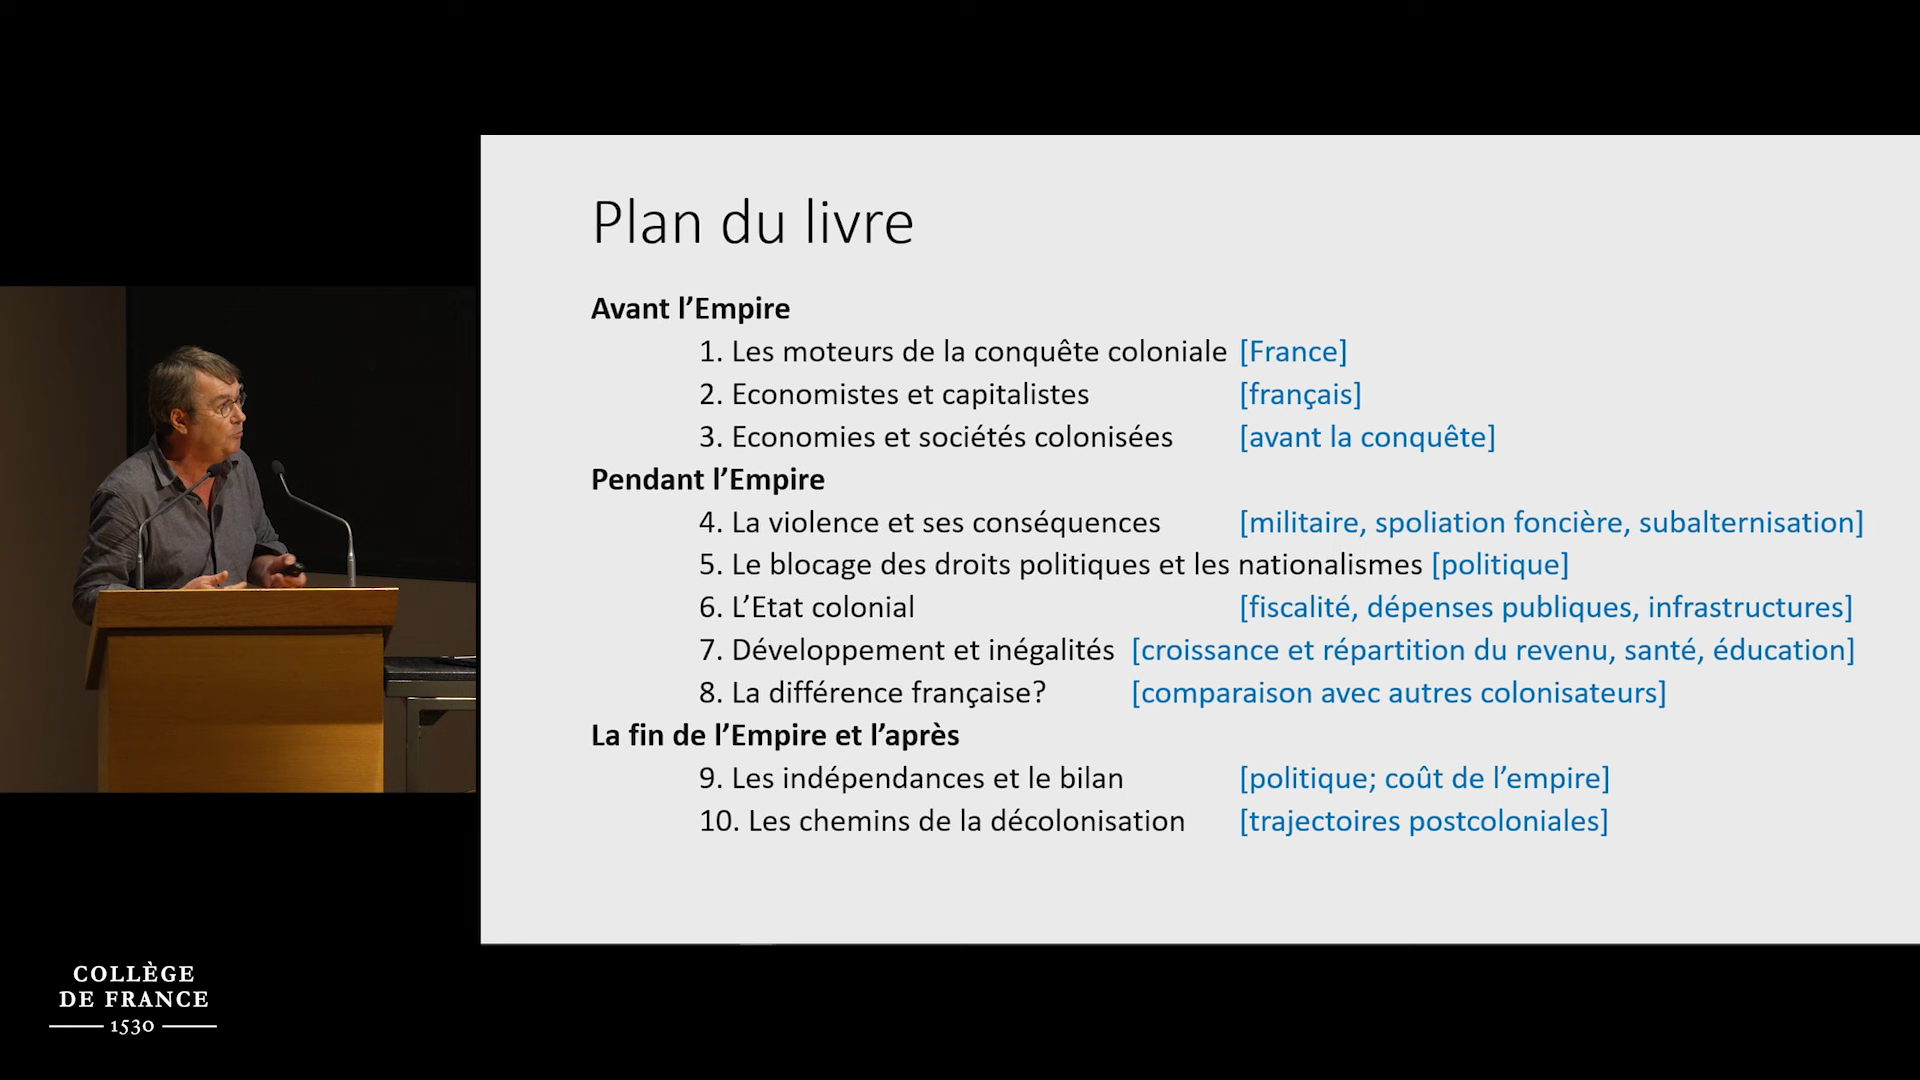 Plan du livre
Avant l’Empire
1. Les moteurs de la conquête coloniale [France]
2. Economistes et capitalistes [français]
3. Economies et sociétés colonisées [avant la conquête]
Pendant l’Empire
4. La violence et ses conséquences [militaire, spoliation foncière, subalternisation]
5. Le blocage des droits politiques et les nationalismes [politique]
6. L’Etat colonial [fiscalité, dépenses publiques, infrastructures]
7. Développement et inégalités [croissance et répartition du revenu, santé, éducation]
8. La différence française? [comparaison avec autres colonisateurs]
La fin de l’Empire et l’après
9. Les indépendances et le bilan [politique; coût de l’empire]
10. Les chemins de la décolonisation [trajectoires postcoloniales]
COLLÈGE
DE FRANCE
1530